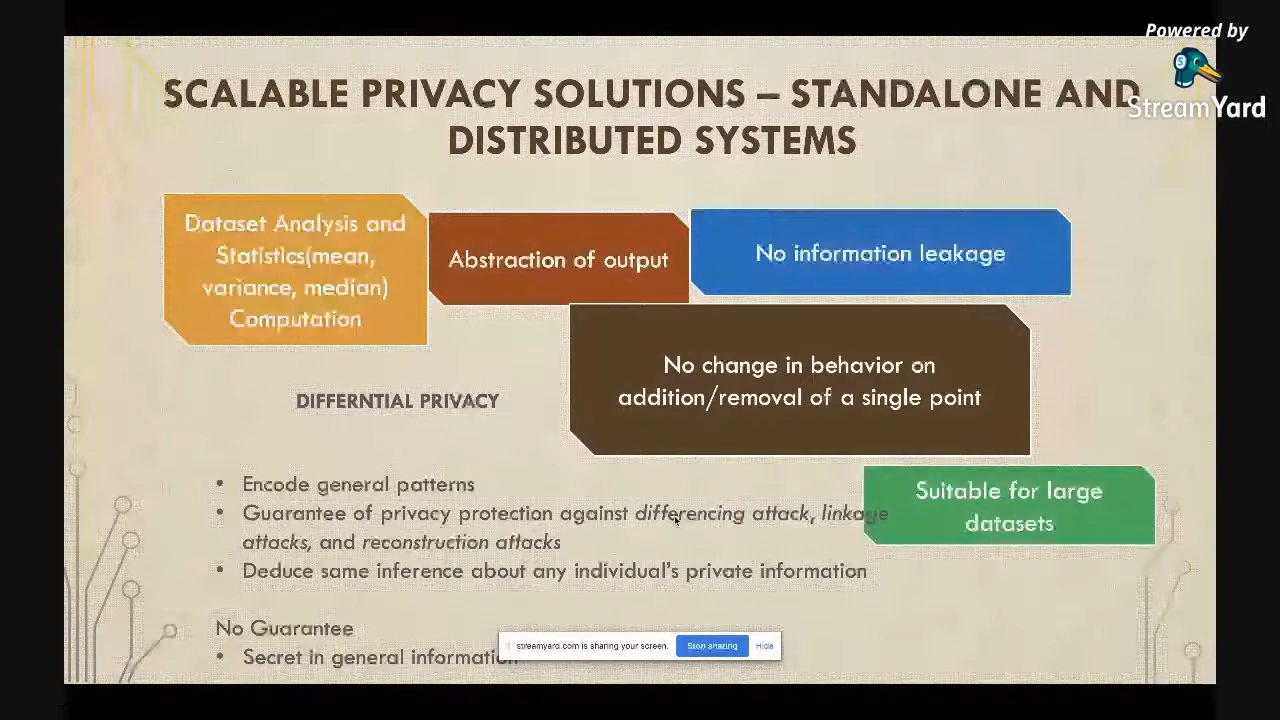 Powered by
StreamYard
SCALABLE PRIVACY SOLUTIONS – STANDALONE AND
DISTRIBUTED SYSTEMS
Dataset Analysis and
Statistics(mean,
variance, median)
Computation
Abstraction of output
No information leakage
No change in behavior on
addition/removal of a single point
DIFFERNTIAL PRIVACY
Suitable for large
datasets
• Encode general patterns
• Guarantee of privacy protection against differencing attack, linkage
attacks, and reconstruction attacks
• Deduce same inference about any individual's private information
No Guarantee
• Secret in general information
streamyard.com is sharing your screen.
Stop sharing
Hide